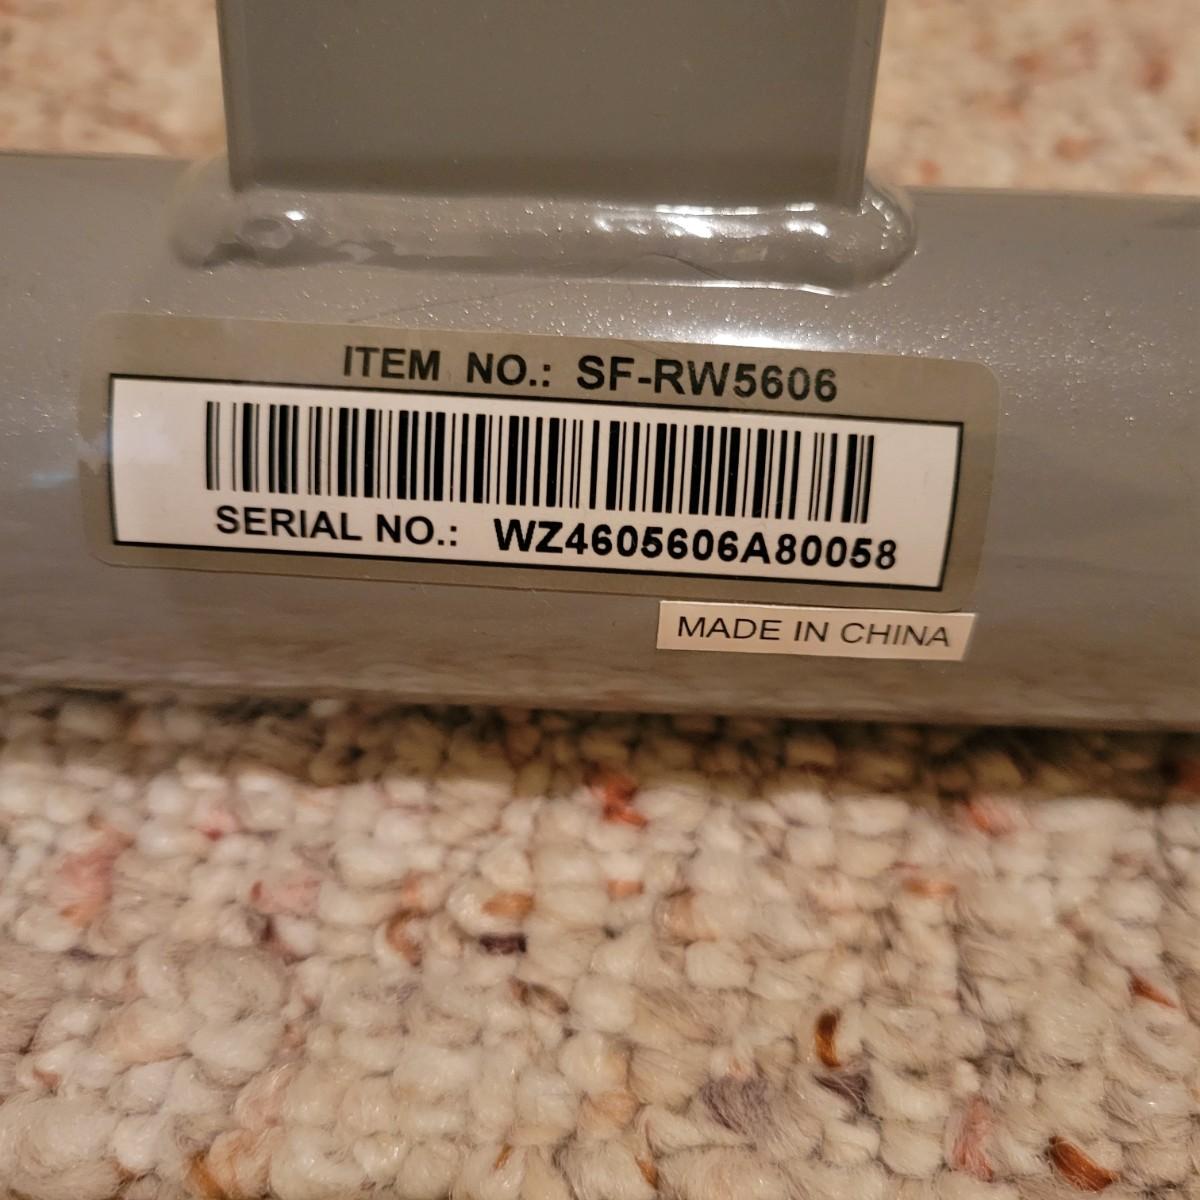 ITEM NO.: SF-RW5606
SERIAL NO.: WZ4605606A80058
MADE IN CHINA